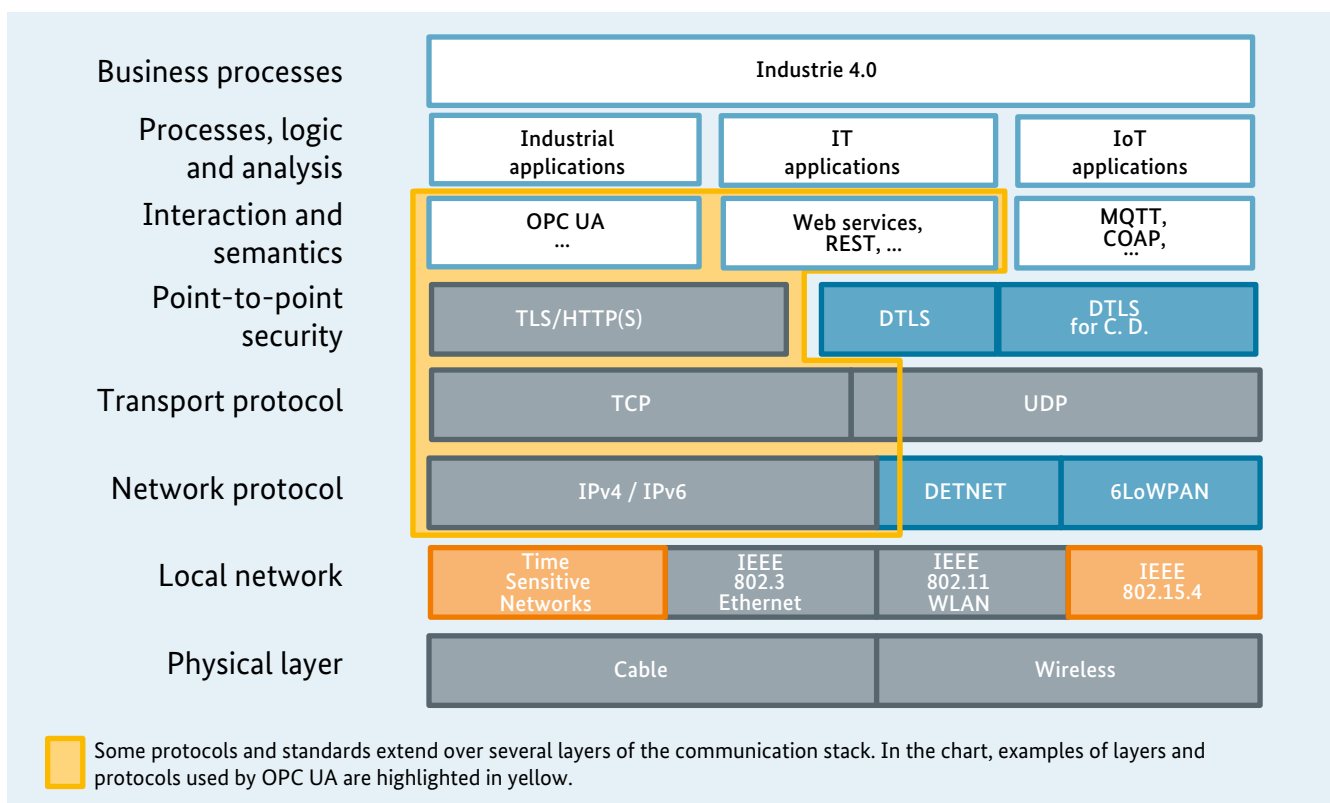 Business processes
Industrie 4.0
Processes, logic
and analysis
Industrial
applications
IT
applications
IoT
applications
Interaction and
semantics
OPC UA
...
Web services,
REST, ...
MQTT,
COAP,
...
Point-to-point
security
TLS/HTTP(S)
DTLS
DTLS
for C. D.
Transport protocol
TCP
UDP
Network protocol
IPv4 / IPv6
DETNET
6LoWPAN
Local network
Time
Sensitive
Networks
IEEE
802.3
Ethernet
IEEE
802.11
WLAN
IEEE
802.15.4
Physical layer
Cable
Wireless
Some protocols and standards extend over several layers of the communication stack. In the chart, examples of layers and
protocols used by OPC UA are highlighted in yellow.